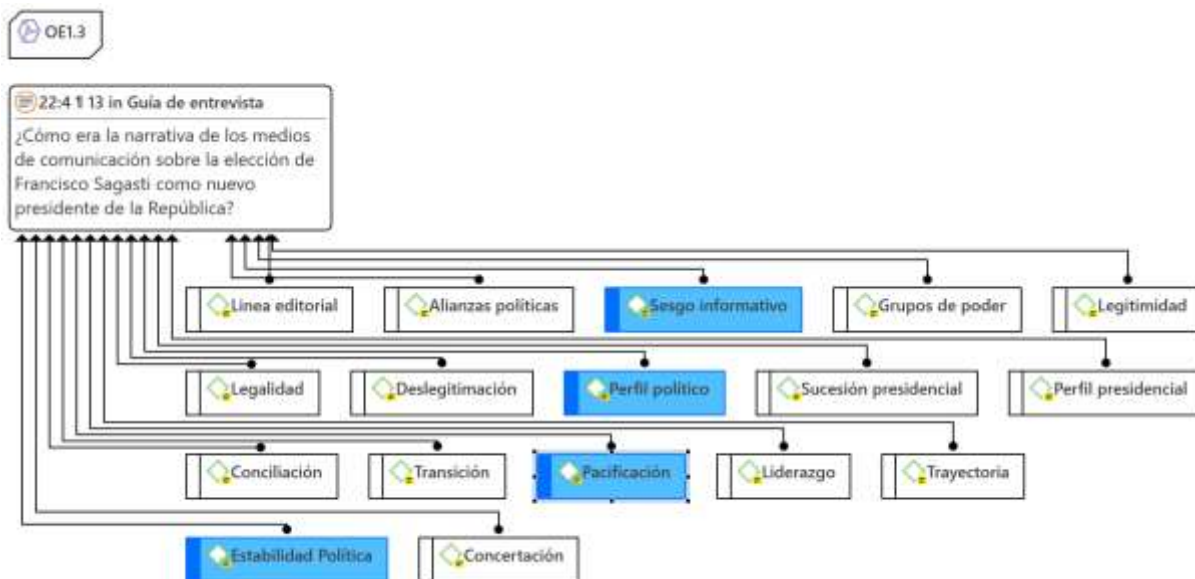 OE1.3
22:4 ¶ 13 in Guía de entrevista
¿Cómo era la narrativa de los medios
de comunicación sobre la elección de
Francisco Sagasti como nuevo
presidente de la República?
Linea editorial
Alianzas políticas
Sesgo informativo
Grupos de poder
Legitimidad
Legalidad
Deslegitimación
Perfil político
Sucesión presidencial
Perfil presidencial
Conciliación
Transición
Pacificación
Liderazgo
Trayectoria
Estabilidad Política
Concertación